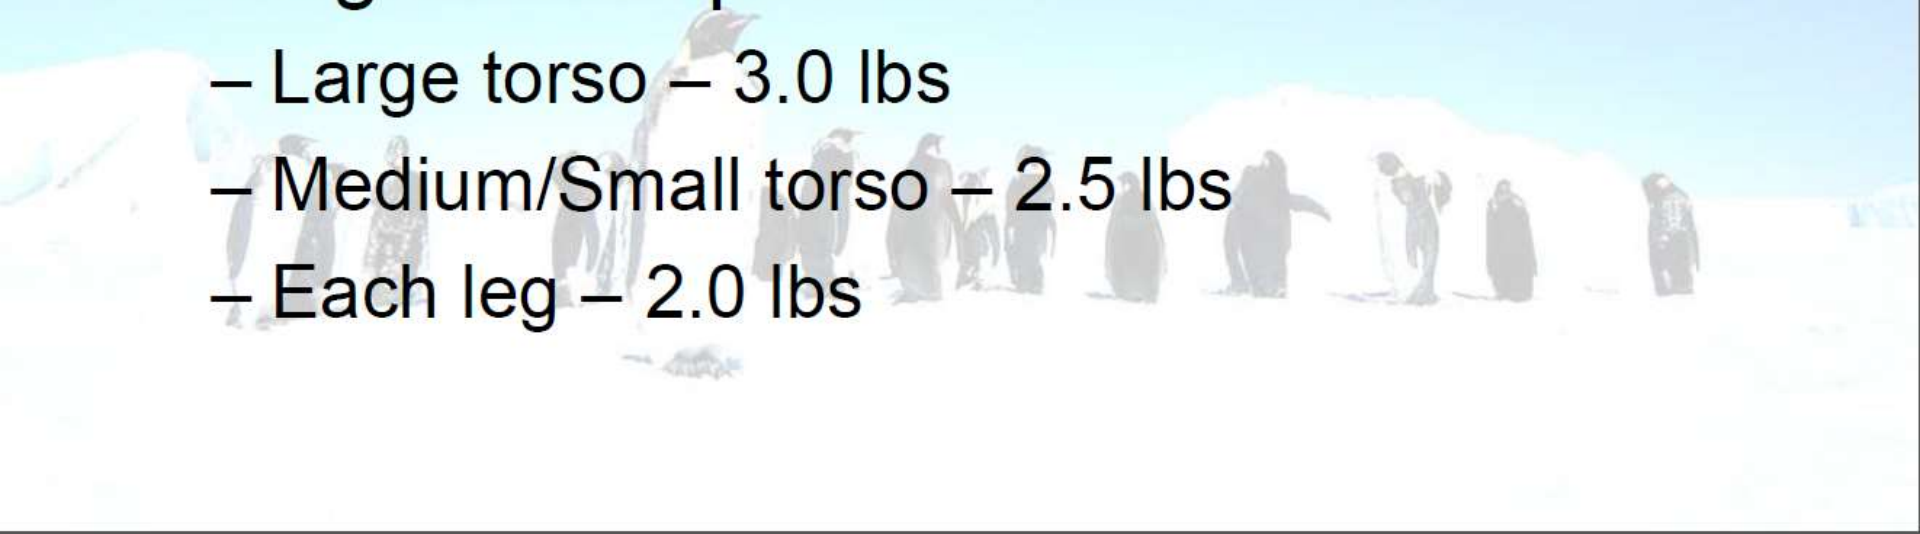 – Large torso – 3.0 lbs
– Medium/Small torso – 2.5 lbs
– Each leg – 2.0 lbs